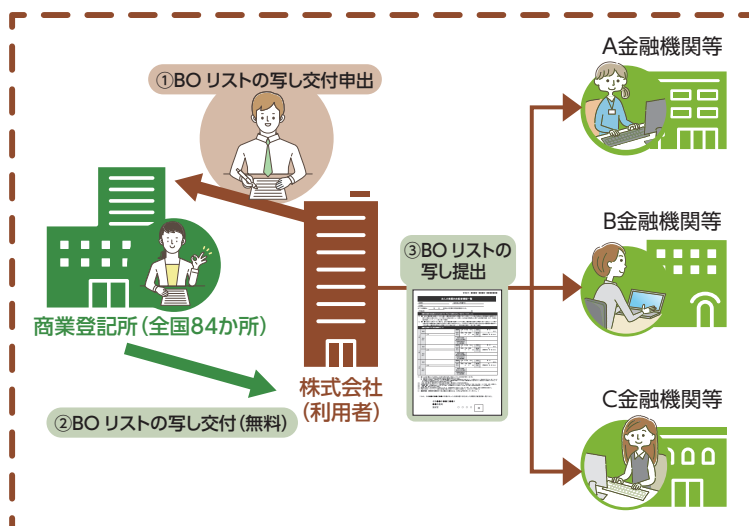 ①BO リストの写し交付申出
商業登記所(全国84か所)
②BO リストの写し交付(無料)
株式会社
(利用者)
③BO リストの
写し提出
A金融機関等
B金融機関等
C金融機関等